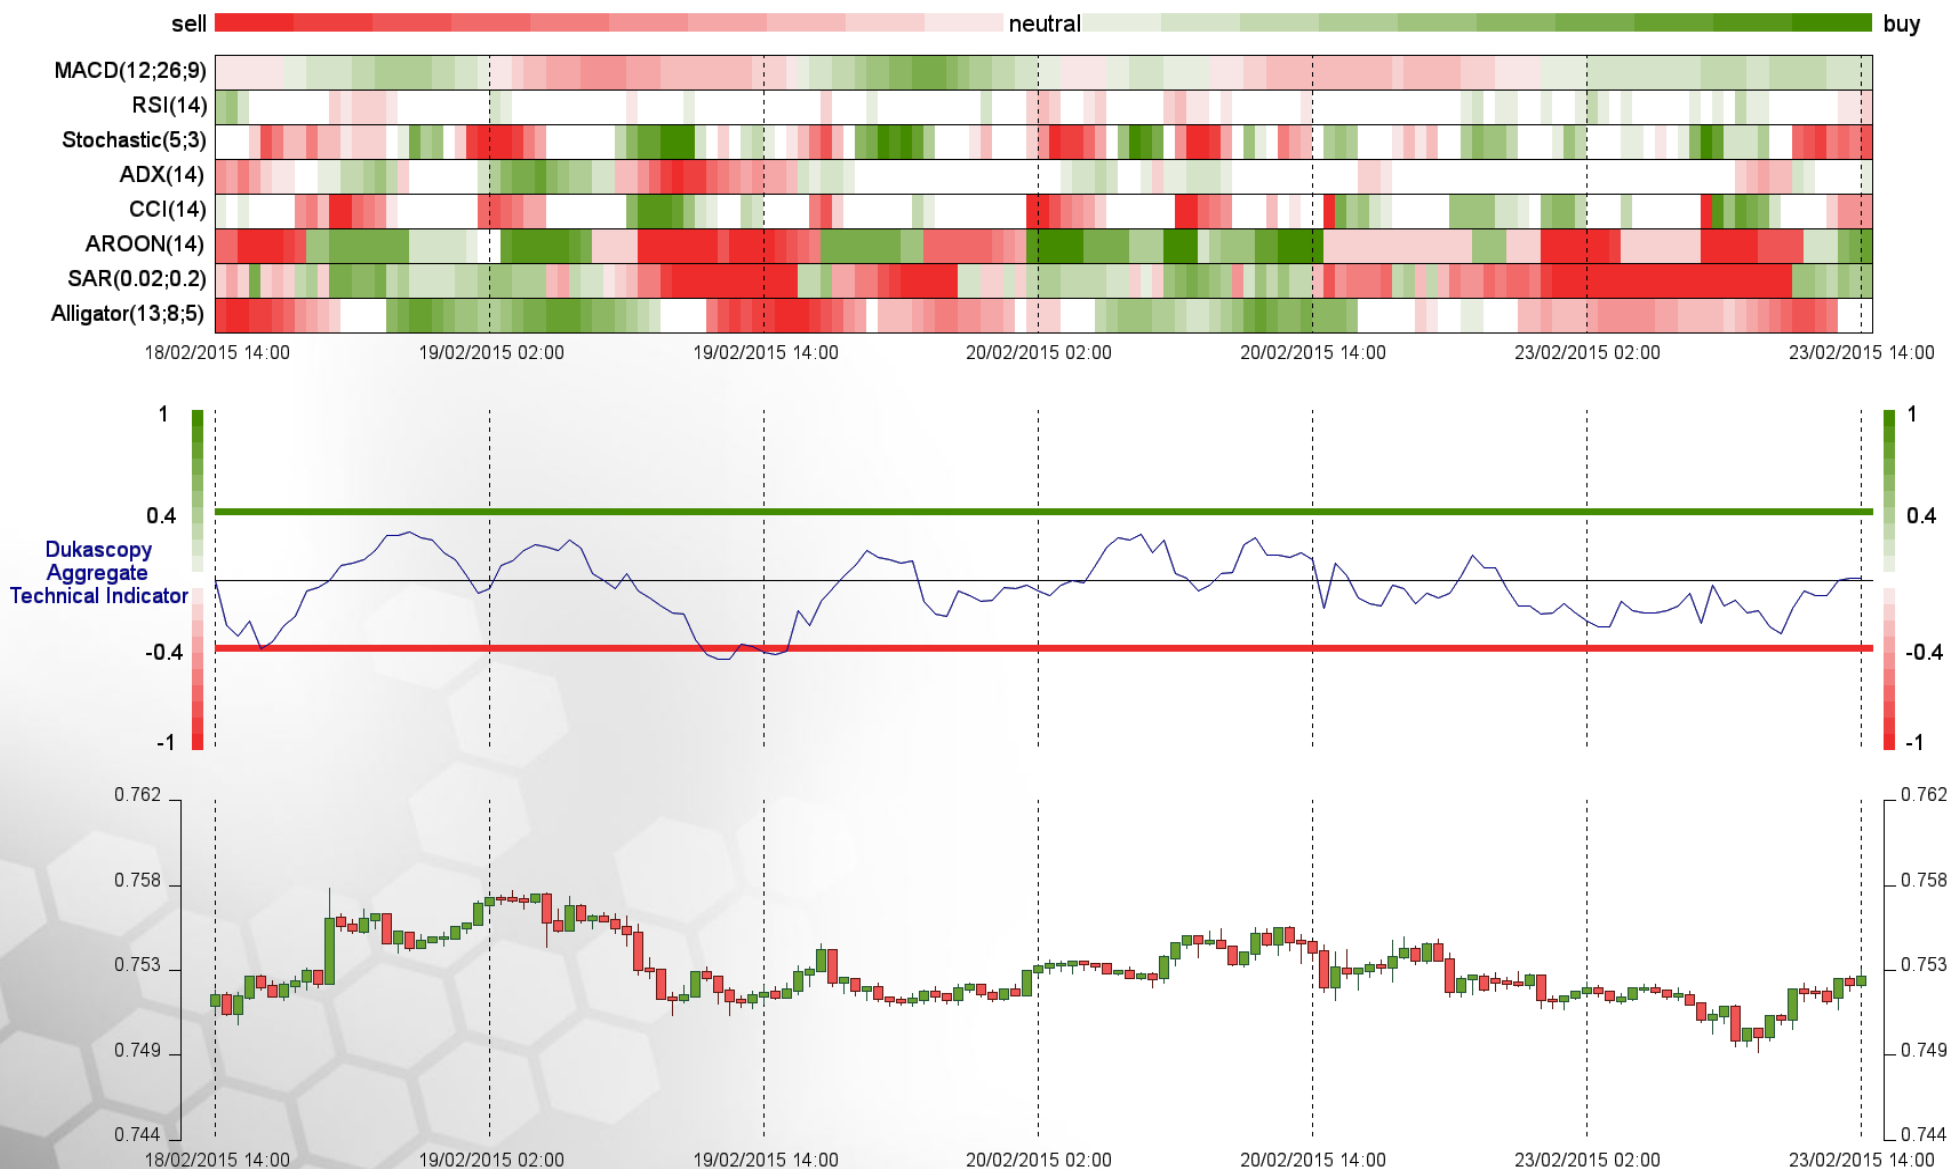 sell neutral buy
MACD(12;26;9)
RSI(14)
Stochastic(5;3)
ADX(14)
CCI(14)
AROON(14)
SAR(0.02;0.2)
Alligator(13;8;5)
18/02/2015 14:00 19/02/2015 02:00 19/02/2015 14:00 20/02/2015 02:00 20/02/2015 14:00 23/02/2015 02:00 23/02/2015 14:00
1 1
0.4 0.4
Dukascopy
Aggregate
Technical Indicator
-0.4 -0.4
-1 -1
0.762 0.762
0.758 0.758
0.753 0.753
0.749 0.749
0.744 0.744
18/02/2015 14:00 19/02/2015 02:00 19/02/2015 14:00 20/02/2015 02:00 20/02/2015 14:00 23/02/2015 02:00 23/02/2015 14:00